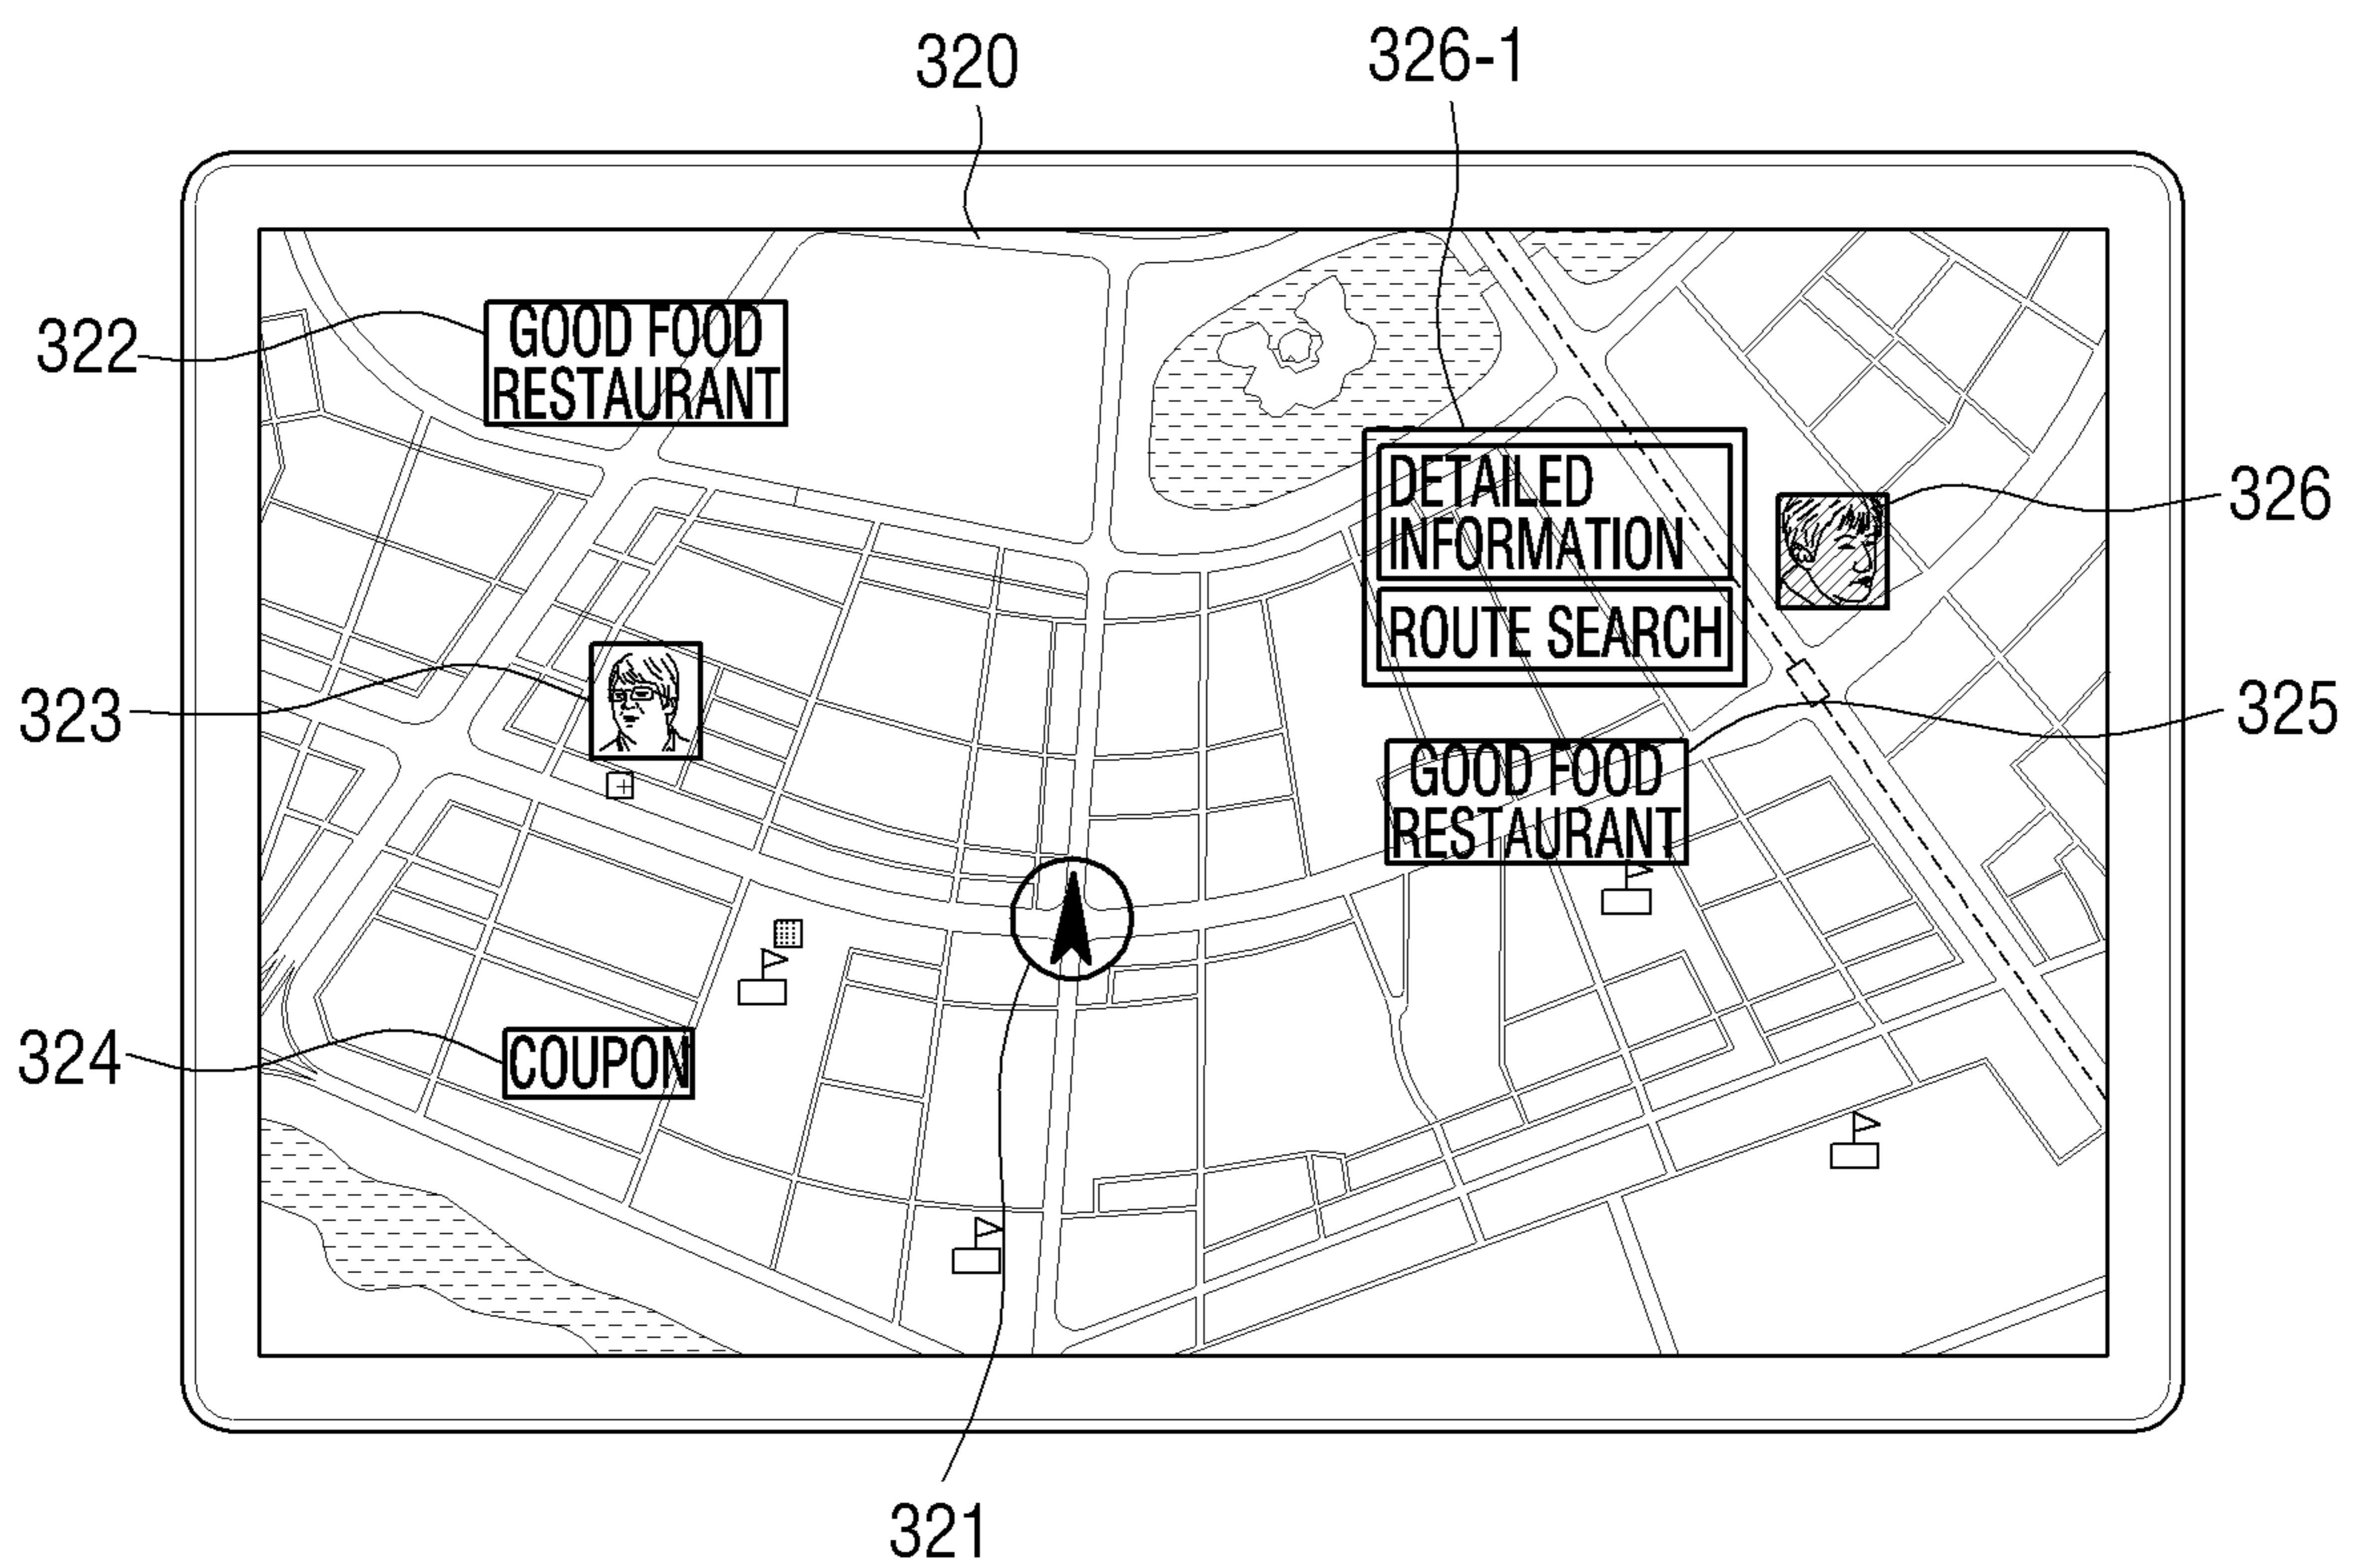 320
326-1
322
GOOD FOOD
RESTAURANT
DETAILED
INFORMATION
ROUTE SEARCH
326
323
325
GOOD FOOD
RESTAURANT
324
COUPON
321